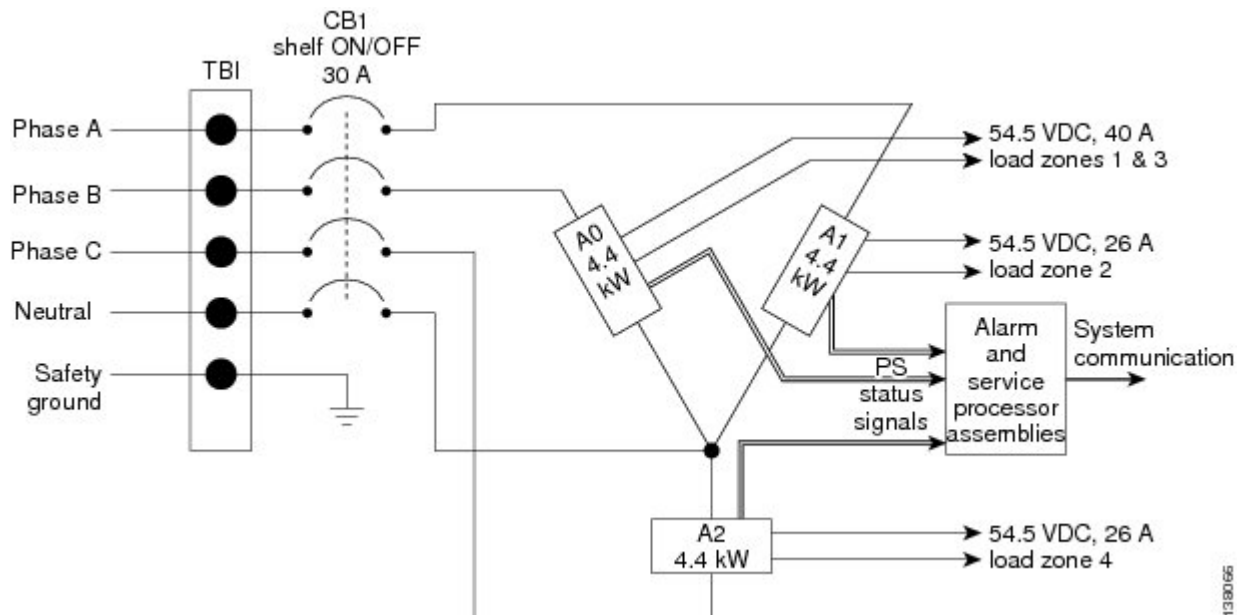 CB1
shelf ON/OFF
30 A
TBI
Phase A
Phase B
Phase C
Neutral
Safety
ground
A0
4.4
kW
A1
4.4
kW
54.5 VDC, 40 A
load zones 1 & 3
54.5 VDC, 26 A
load zone 2
Alarm
and
service
processor
assemblies
System
communication
PS
status
signals
A2
4.4 kW
54.5 VDC, 26 A
load zone 4
138095